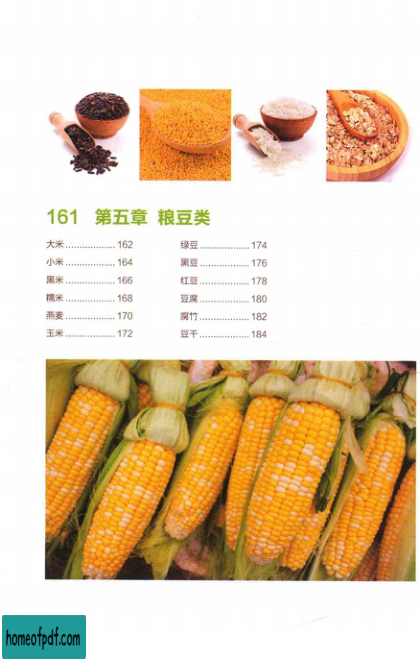 161 第五章 粮豆类
大米.................. 162
小米.................. 164
黑米.................. 166
糯米.................. 168
燕麦.................. 170
玉米.................. 172
绿豆.................. 174
黑豆.................. 176
红豆.................. 178
豆腐.................. 180
腐竹.................. 182
豆干.................. 184
homeofpdf.com